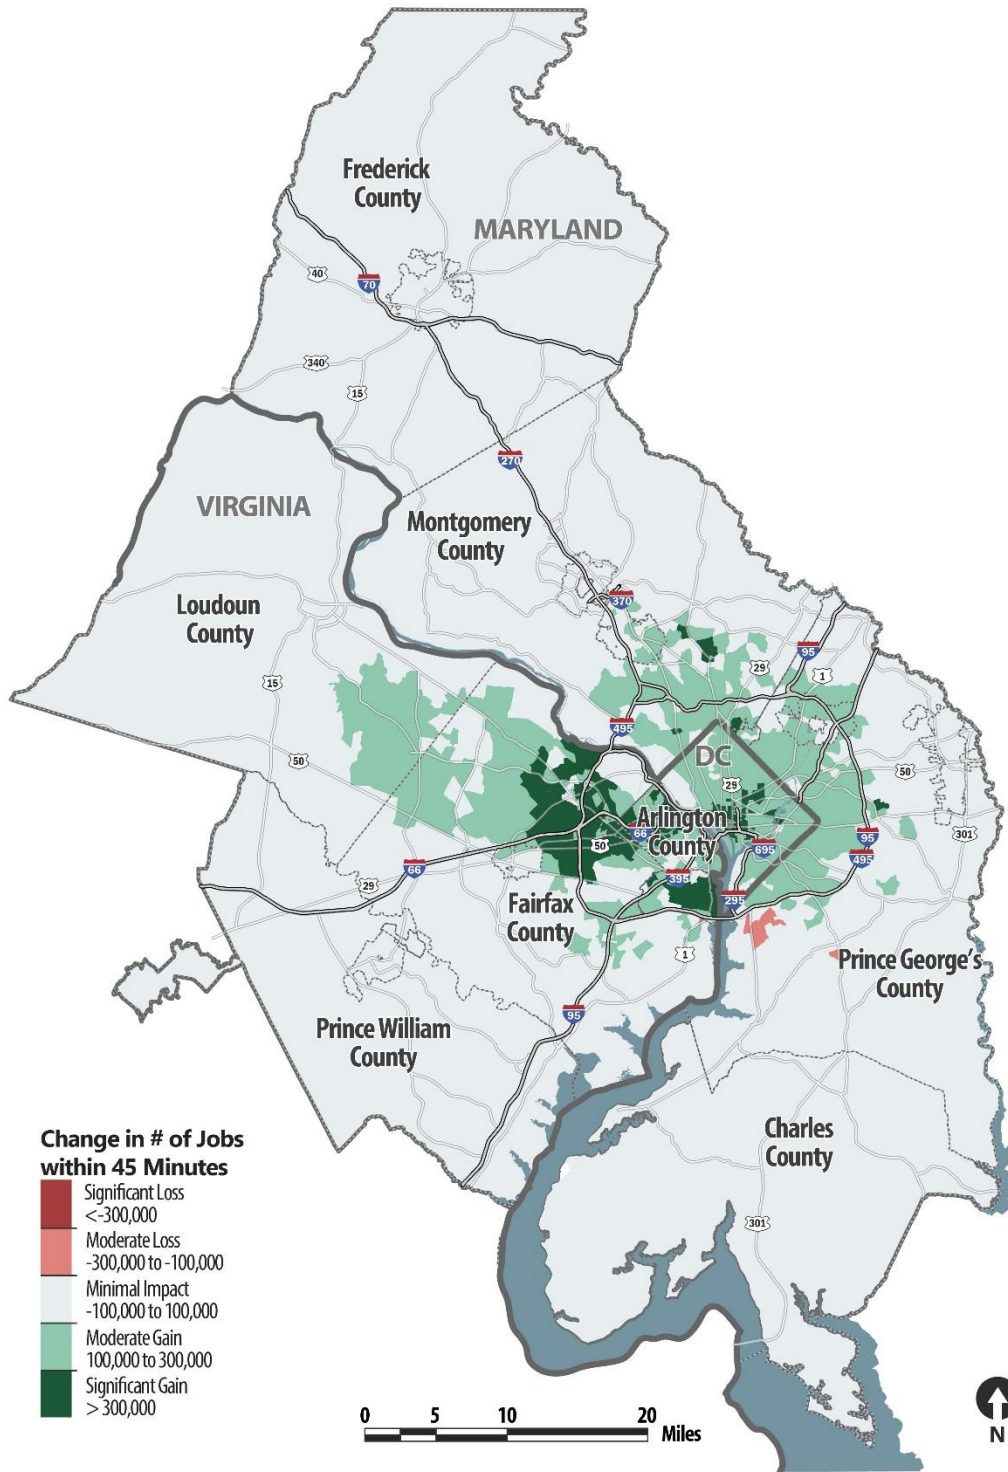 Frederick
County
MARYLAND
40
70
340
15
270
VIRGINIA
Montgomery
County
Loudoun
County
370
95
29
1
15
495
DC
50
50
29
Arlington
County
66
301
95
695
50
495
66
395
29
295
Fairfax
County
1
Prince George's
County
95
Prince William
County
Change in # of Jobs
within 45 Minutes
Significant Loss
<-300,000
Moderate Loss
-300,000 to -100,000
Minimal Impact
-100,000 to 100,000
Moderate Gain
100,000 to 300,000
Significant Gain
> 300,000
Charles
County
301
0 5 10 20
Miles
N